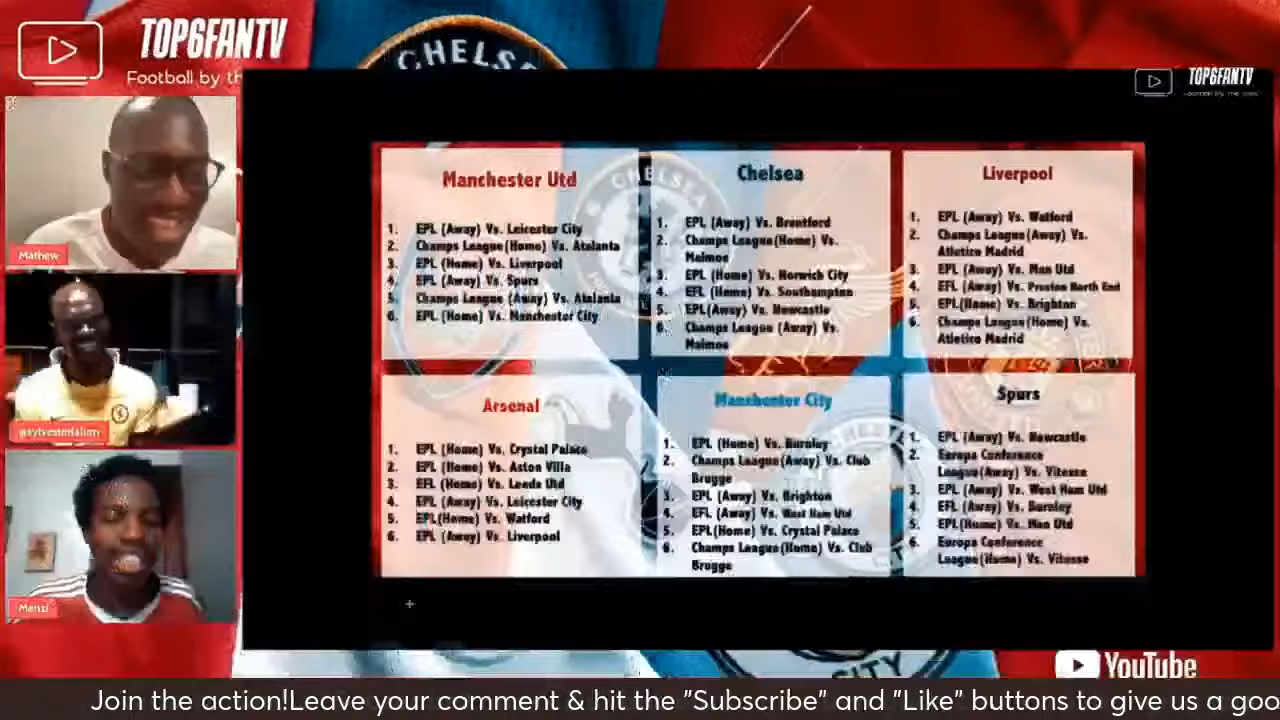 TOP6FANTV
Football by th
CHELS
TOP6FANTV
Mathew
@sylvesterialism
Menzi
Manchester Utd
1. EPL (Away) Vs. Leicester City
2. Champs League(Home) Vs. Atalanta
3. EPL (Home) Vs. Liverpool
4. EPL (Away) Vs. Spurs
5. Champs League (Away) Vs. Atalanta
6. EPL (Home) Vs. Manchester City
Chelsea
1. EPL (Away) Vs. Brentford
2. Champs League(Home) Vs.
Malmoe
3. EPL (Home) Vs. Norwich City
4. EFL (Home) Vs. Southampton
5. EPL(Away) Vs. Newcastle
6. Champs League (Away) Vs.
Malmoe
Liverpool
1. EPL (Away) Vs. Watford
2. Champs League(Away) Vs.
Atletico Madrid
3. EPL (Away) Vs. Man Utd
4. EFL (Away) Vs. Preston North End
5. EPL(Home) Vs. Brighton
6. Champs League(Home) Vs.
Atletico Madrid
Arsenal
1. EPL (Home) Vs. Crystal Palace
2. EPL (Home) Vs. Aston Villa
3. EFL (Home) Vs. Leeds Utd
4. EPL (Away) Vs. Leicester City
5. EPL(Home) Vs. Watford
6. EPL (Away) Vs. Liverpool
Manchester City
1. EPL (Home) Vs. Burnley
2. Champs League(Away) Vs. Club
Brugge
3. EPL (Away) Vs. Brighton
4. EFL (Away) Vs. West Ham Utd
5. EPL(Home) Vs. Crystal Palace
6. Champs League(Home) Vs. Club
Brugge
Spurs
1. EPL (Away) Vs. Newcastle
2. Europa Conference
League(Away) Vs. Vitesse
3. EPL (Away) Vs. West Ham Utd
4. EFL (Away) Vs. Burnley
5. EPL(Home) Vs. Man Utd
6. Europa Conference
League(Home) Vs. Vitesse
CITY
YouTube
Join the action!Leave your comment & hit the "Subscribe" and "Like" buttons to give us a goo